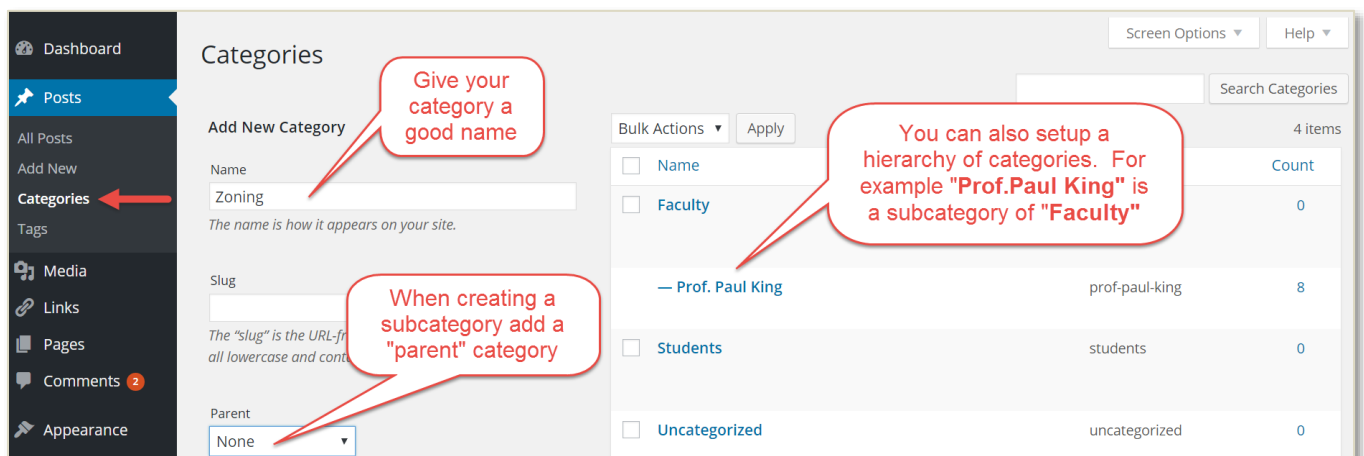 Dashboard
Posts
All Posts
Add New
Categories
Tags
Media
Links
Pages
Comments 2
Appearance
Screen Options ▼
Help ▼
Categories
Search Categories
Give your
category a
good name
Add New Category
Name
Zoning
The name is how it appears on your site.
Slug
The “slug” is the URL-fr
all lowercase and cont
When creating a
subcategory add a
"parent" category
Parent
None ▼
Bulk Actions ▼
Apply
4 items
You can also setup a
hierarchy of categories. For
example "Prof.Paul King" is
a subcategory of "Faculty"
Name
Count
Faculty
0
— Prof. Paul King
prof-paul-king
8
Students
students
0
Uncategorized
uncategorized
0